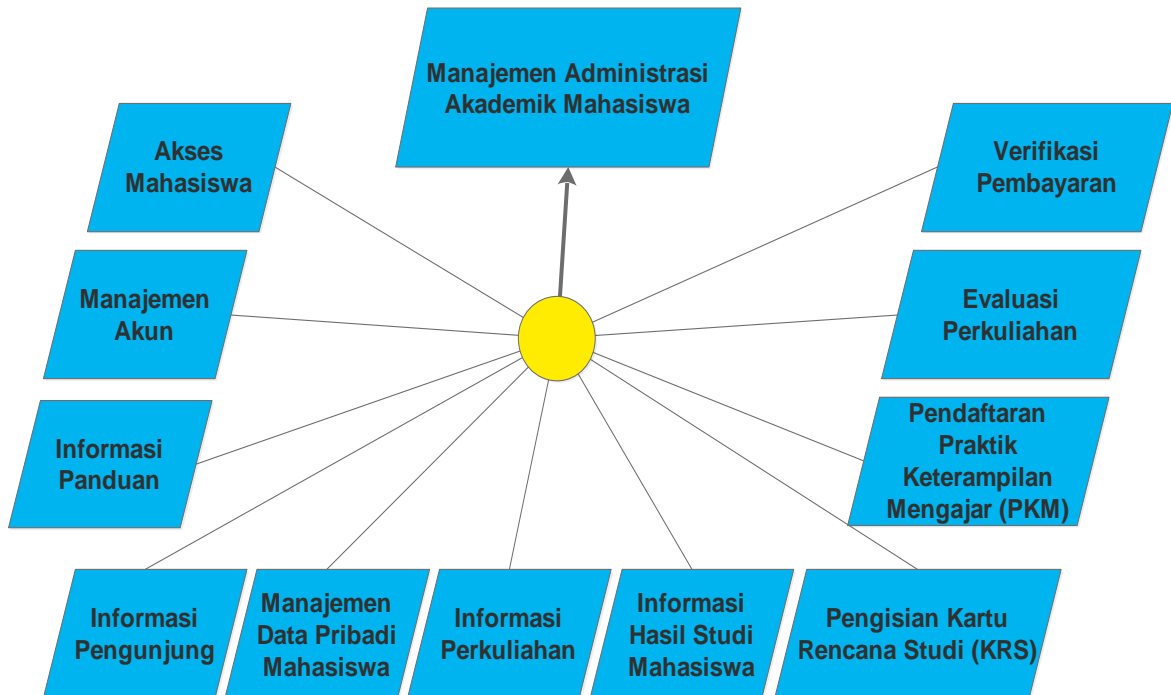 Manajemen Administrasi
Akademik Mahasiswa
Akses
Mahasiswa
Verifikasi
Pembayaran
Manajemen
Akun
Evaluasi
Perkuliahan
Informasi
Panduan
Pendaftaran
Praktik
Keterampilan
Mengajar (PKM)
Informasi
Pengunjung
Manajemen
Data Pribadi
Mahasiswa
Informasi
Perkuliahan
Informasi
Hasil Studi
Mahasiswa
Pengisian Kartu
Rencana Studi (KRS)